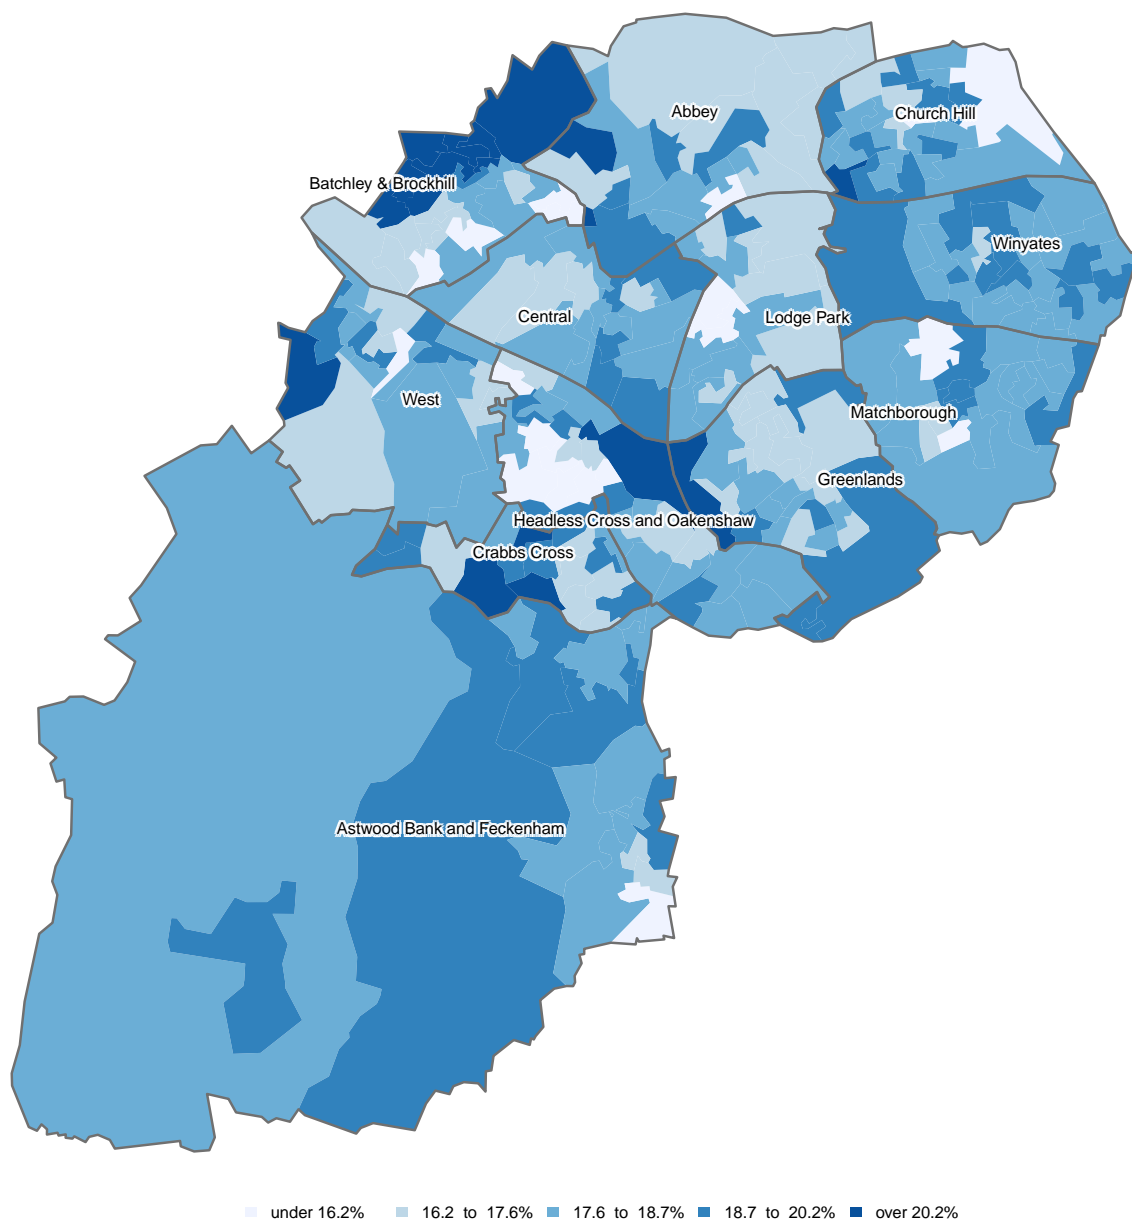 Abbey
Church Hill
Batchley & Brockhill
Winyates
Central
Lodge Park
West
Matchborough
Greenlands
Headless Cross and Oakenshaw
Crabbs Cross
Astwood Bank and Feckenham
under 16.2% 16.2 to 17.6% 17.6 to 18.7% 18.7 to 20.2% over 20.2%